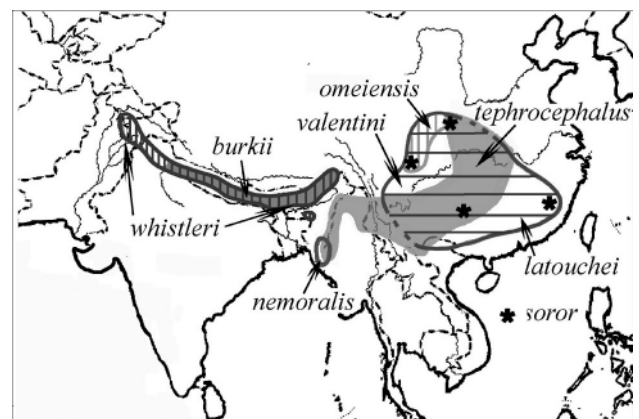 omeiensis
tephrocephalus
valentini
burkii
whistleri
latouchei
nemoralis
* soror